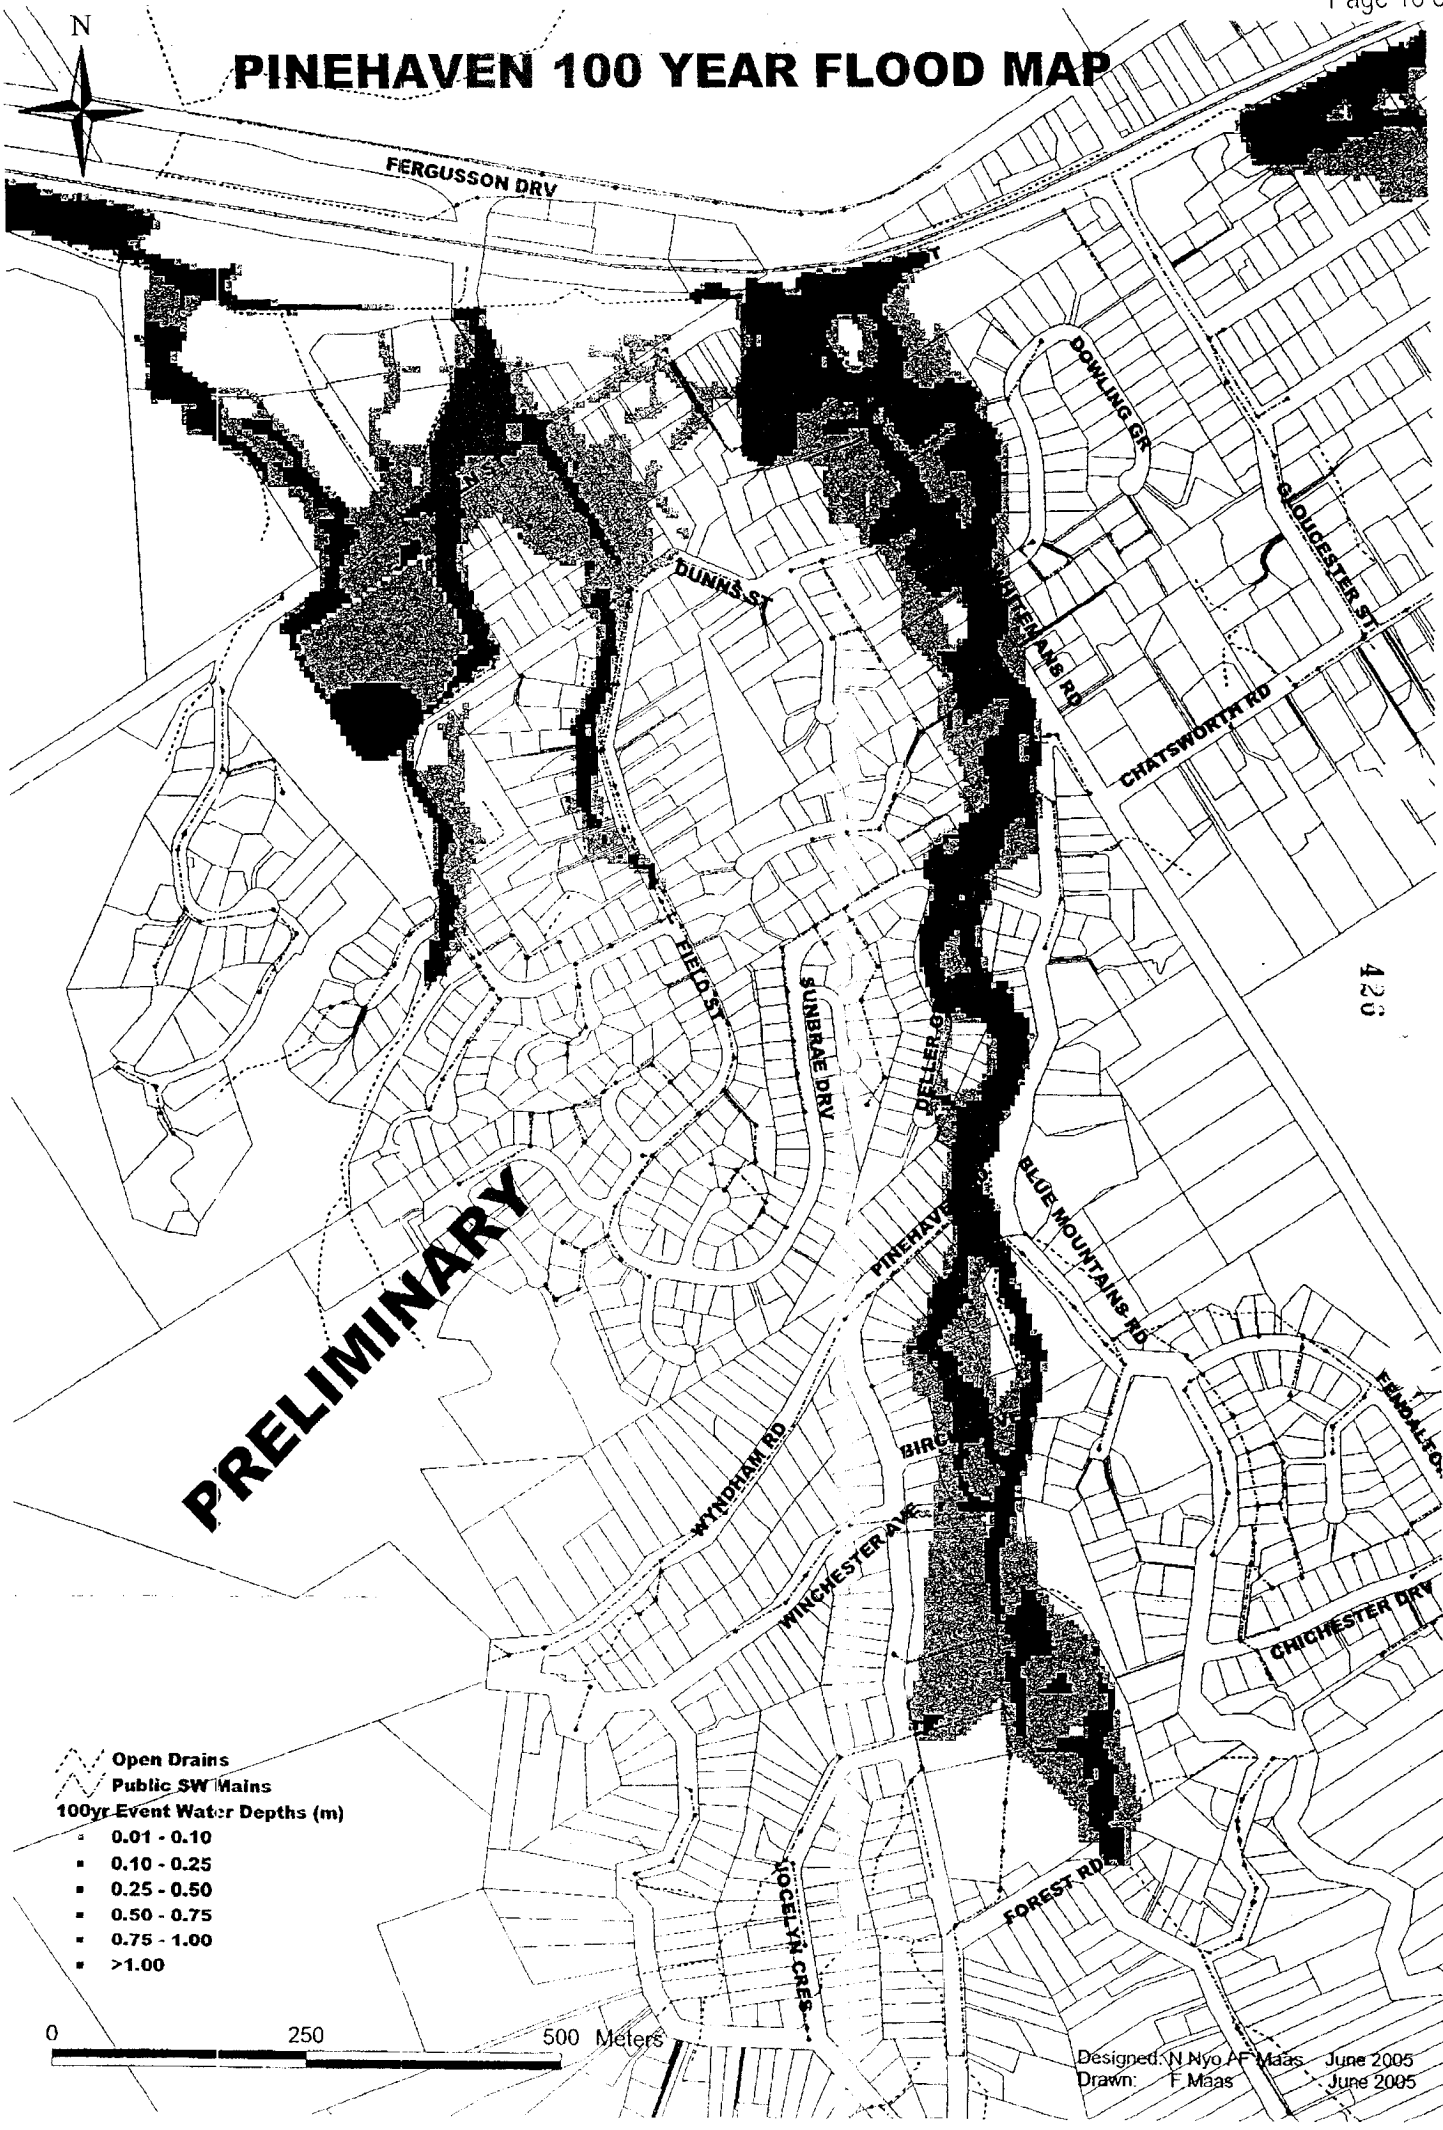 Page 16
N
PINEHAVEN 100 YEAR FLOOD MAP
FERGUSSON DRV
DOWLING GR
GLOUCESTER ST
DUNNS ST
CHATSWORTH RD
426
FIELD ST
SUNBRAE DRV
BLUE MOUNTAINS RD
PRELIMINARY
WYNDHAM RD
WINCHESTER AVE
CHICHESTER DRV
FOREST RD
JOCELYN CRES
Open Drains
Public SW Mains
100yr Event Water Depths (m)
0.01 - 0.10
0.10 - 0.25
0.25 - 0.50
0.50 - 0.75
0.75 - 1.00
>1.00
0 250 500 Meters
Designed: N Nyo / F Maas June 2005
Drawn: F Maas June 2005